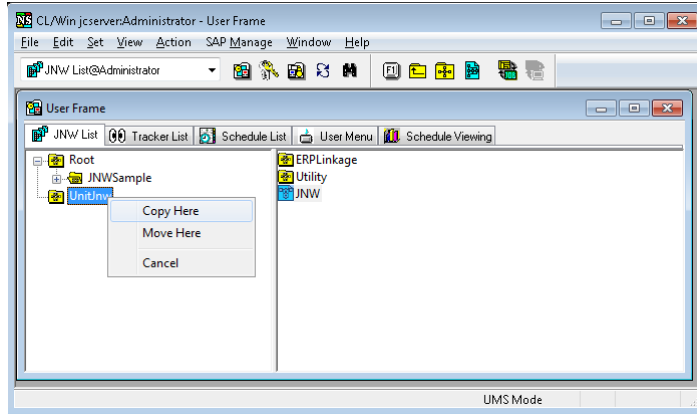 CL/Win jcserver:Administrator - User Frame
File Edit Set View Action SAP Manage Window Help
JNW List@Administrator
F1
User Frame
JNW List Tracker List Schedule List User Menu Schedule Viewing
Root
JNWSample
UnitJnw
ERPLinkage
Utility
JNW
Copy Here
Move Here
Cancel
UMS Mode